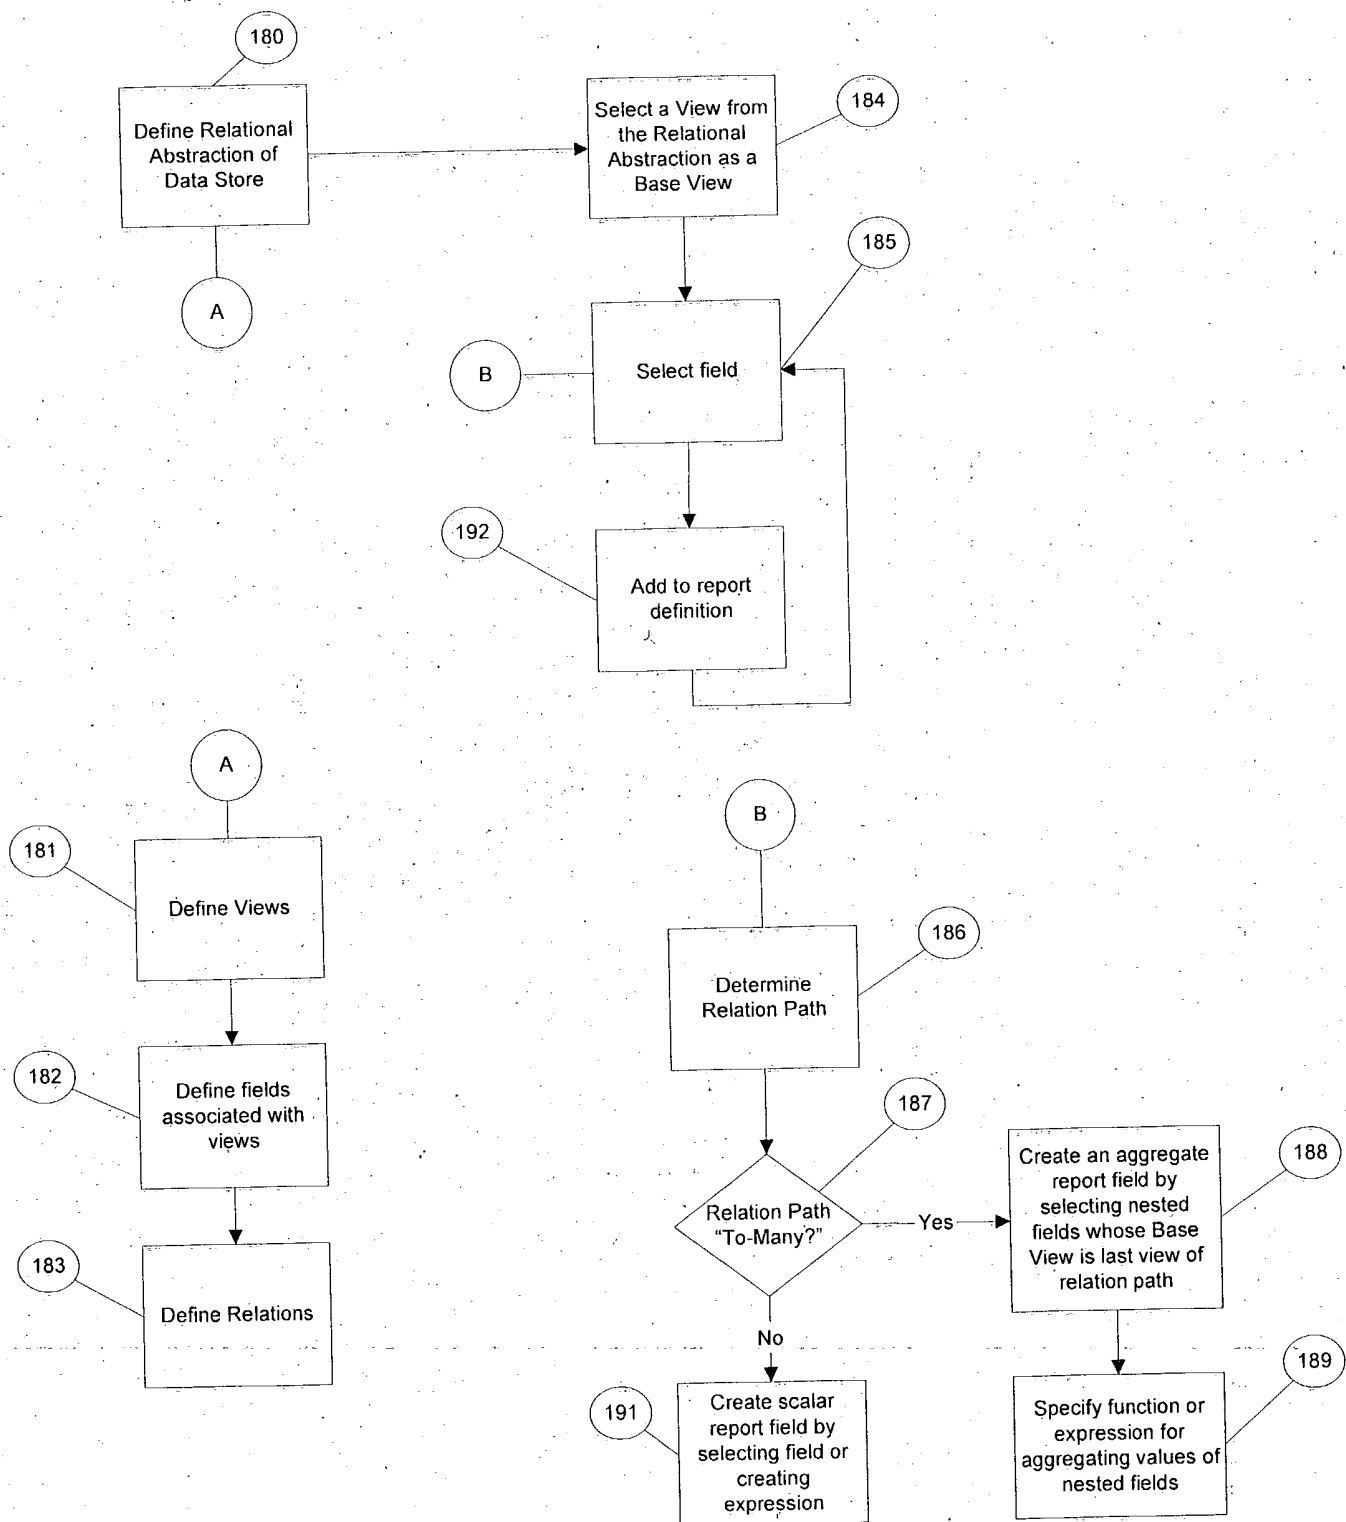 180
Define Relational
Abstraction of
Data Store
A
Select a View from
the Relational
Abstraction as a
Base View
184
185
B
Select field
192
Add to report
definition
A
181
Define Views
182
Define fields
associated with
views
183
Define Relations
B
186
Determine
Relation Path
187
Relation Path
“To-Many?”
Yes
No
188
Create an aggregate
report field by
selecting nested
fields whose Base
View is last view of
relation path
189
Specify function or
expression for
aggregating values of
nested fields
191
Create scalar
report field by
selecting field or
creating
expression